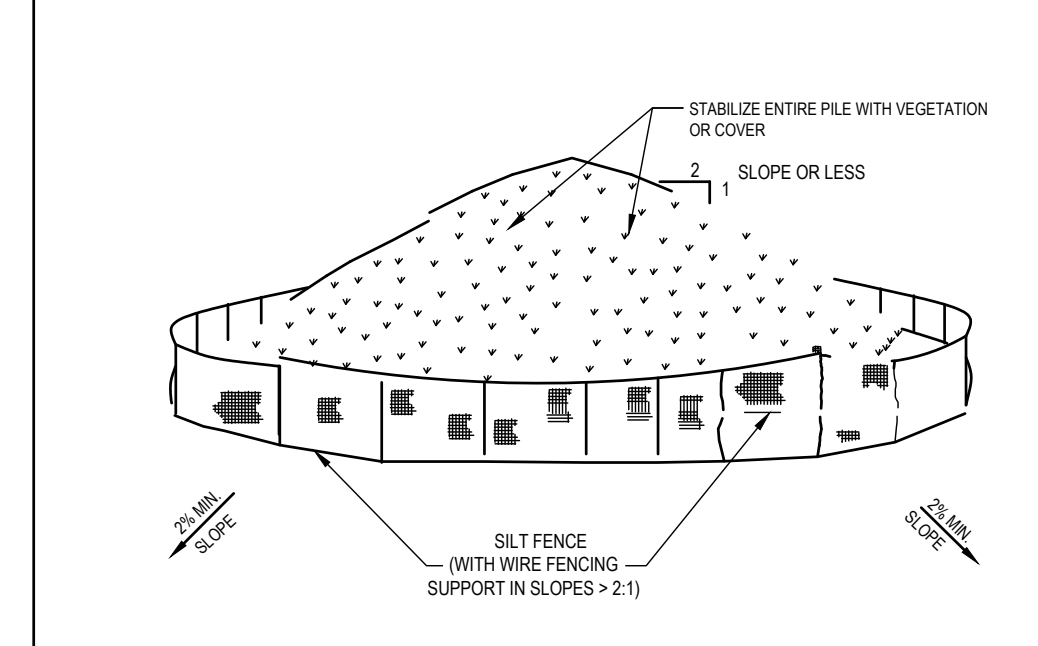 STABILIZE ENTIRE PILE WITH VEGETATION
OR COVER
2
1
SLOPE OR LESS
2% MIN.
SLOPE
2% MIN.
SLOPE
SILT FENCE
(WITH WIRE FENCING
SUPPORT IN SLOPES > 2:1)